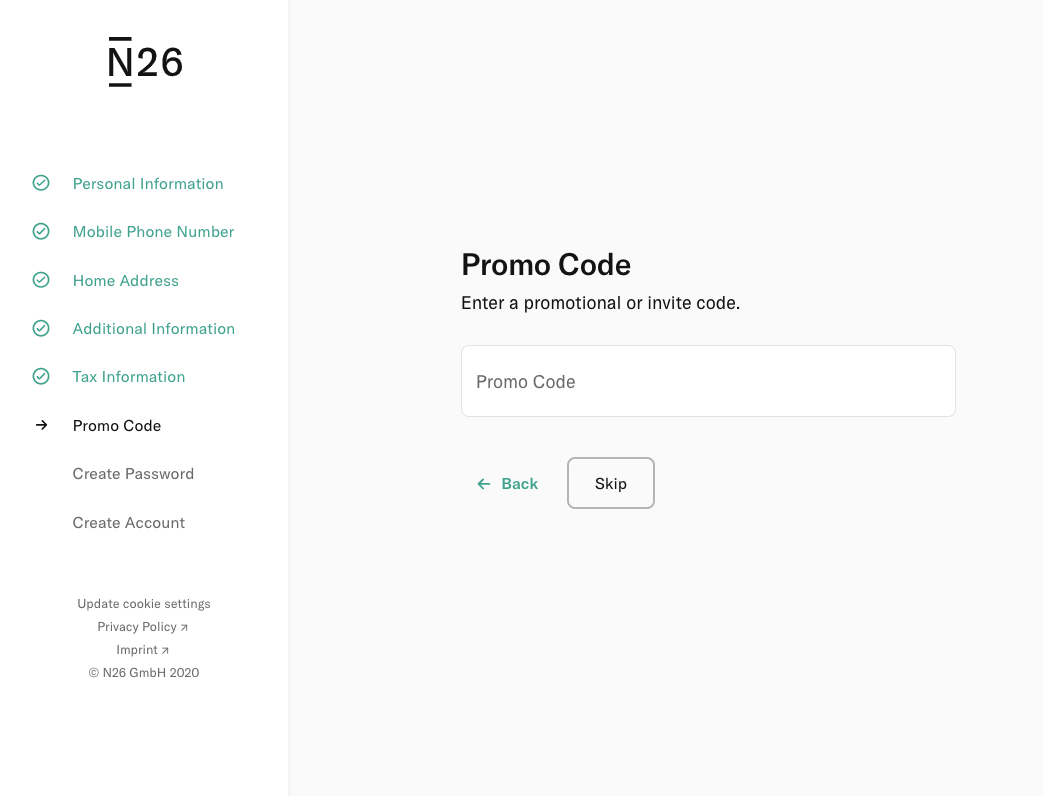 N26
Personal Information
Mobile Phone Number
Home Address
Additional Information
Tax Information
Promo Code
Create Password
Create Account
Update cookie settings
Privacy Policy ↗
Imprint ↗
© N26 GmbH 2020
Promo Code
Enter a promotional or invite code.
Promo Code
← Back
Skip